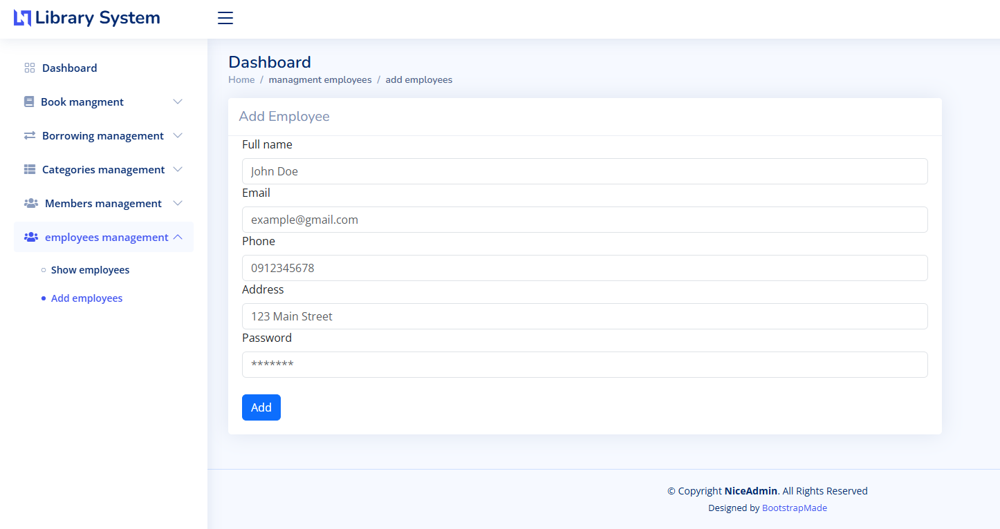 Library System
Dashboard
Book mangment
Borrowing management
Categories management
Members management
employees management
Show employees
Add employees
Dashboard
Home / managment employees / add employees
Add Employee
Full name
John Doe
Email
example@gmail.com
Phone
0912345678
Address
123 Main Street
Password
*******
Add
© Copyright NiceAdmin. All Rights Reserved
Designed by BootstrapMade